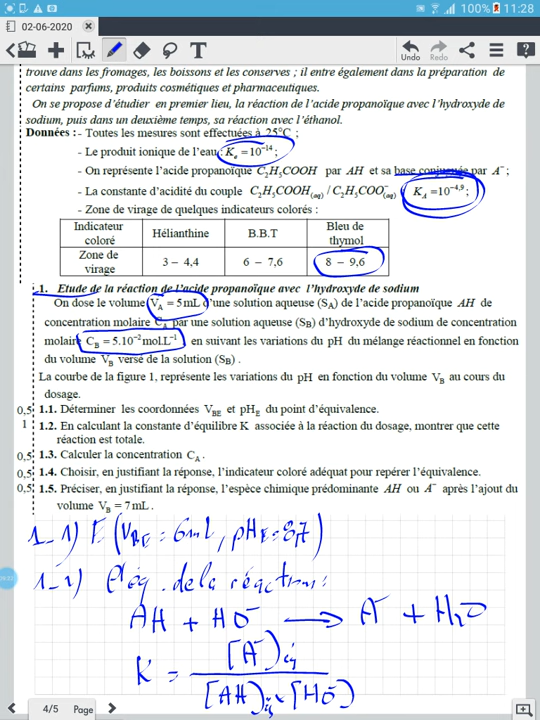 100% 11:28
02-06-2020
Undo
Redo
trouve dans les fromages, les boissons et les conserves ; il entre également dans la préparation de
certains parfums, produits cosmétiques et pharmaceutiques.
On se propose d'étudier en premier lieu, la réaction de l'acide propanoïque avec l'hydroxyde de
sodium, puis dans un deuxième temps, sa réaction avec l'éthanol.
Données : - Toutes les mesures sont effectuées à 25°C ;
- Le produit ionique de l'eau : Kₑ =10⁻¹⁴ ;
- On représente l'acide propanoïque C₂H₅COOH par AH et sa base conjuguée par A⁻ ;
- La constante d'acidité du couple C₂H₅COOH(aq) / C₂H₅COO⁻(aq) : K_A =10⁻⁴,⁹ ;
- Zone de virage de quelques indicateurs colorés :
Indicateur coloré Hélianthine B.B.T Bleu de thymol
Zone de virage 3 – 4,4 6 – 7,6 8 – 9,6
1. Etude de la réaction de l'acide propanoïque avec l'hydroxyde de sodium
On dose le volume V_A = 5 mL d'une solution aqueuse (S_A) de l'acide propanoïque AH de
concentration molaire C_A par une solution aqueuse (S_B) d'hydroxyde de sodium de concentration
molaire C_B = 5.10⁻² mol.L⁻¹ , en suivant les variations du pH du mélange réactionnel en fonction
du volume V_B versé de la solution (S_B) .
La courbe de la figure 1, représente les variations du pH en fonction du volume V_B au cours du
dosage.
0,5 1.1. Déterminer les coordonnées V_BE et pH_E du point d'équivalence.
1 1.2. En calculant la constante d'équilibre K associée à la réaction du dosage, montrer que cette
réaction est totale.
0,5 1.3. Calculer la concentration C_A .
0,5 1.4. Choisir, en justifiant la réponse, l'indicateur coloré adéquat pour repérer l'équivalence.
0,5 1.5. Préciser, en justifiant la réponse, l'espèce chimique prédominante AH ou A⁻ après l'ajout du
volume V_B = 7 mL .
1_1) E (V_BE = 6ml , pH_E = 8,7)
1_2) l'éq. de la réaction :
AH + HO⁻ ⟶ A⁻ + H₂O
K = [A⁻]éq / [AH]éq × [HO⁻]
4/5 Page